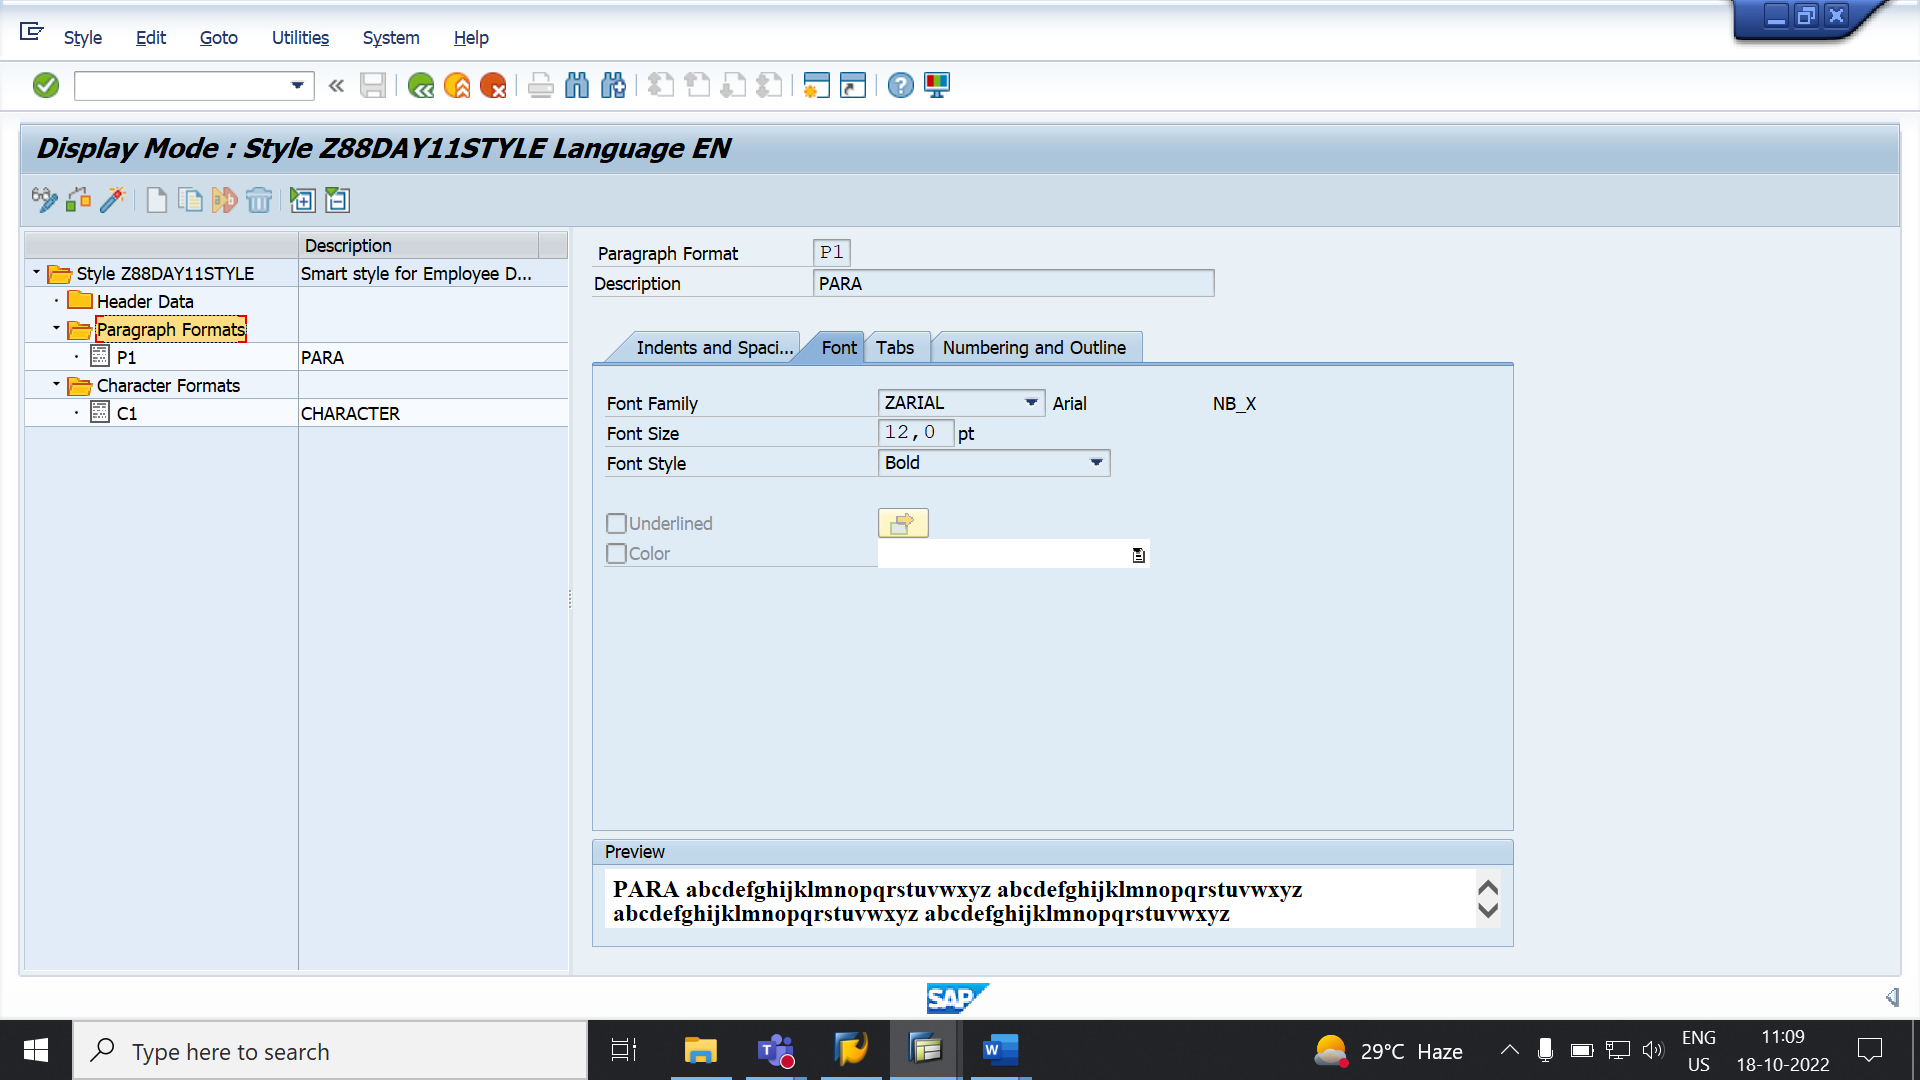 Style Edit Goto Utilities System Help
Display Mode : Style Z88DAY11STYLE Language EN
Description
Style Z88DAY11STYLE Smart style for Employee D...
Header Data
Paragraph Formats
P1 PARA
Character Formats
C1 CHARACTER
Paragraph Format P1
Description PARA
Indents and Spaci... Font Tabs Numbering and Outline
Font Family ZARIAL Arial NB_X
Font Size 12,0 pt
Font Style Bold
Underlined
Color
Preview
PARA abcdefghijklmnopqrstuvwxyz abcdefghijklmnopqrstuvwxyz
abcdefghijklmnopqrstuvwxyz abcdefghijklmnopqrstuvwxyz
SAP
Type here to search
29°C Haze
ENG
US
11:09
18-10-2022